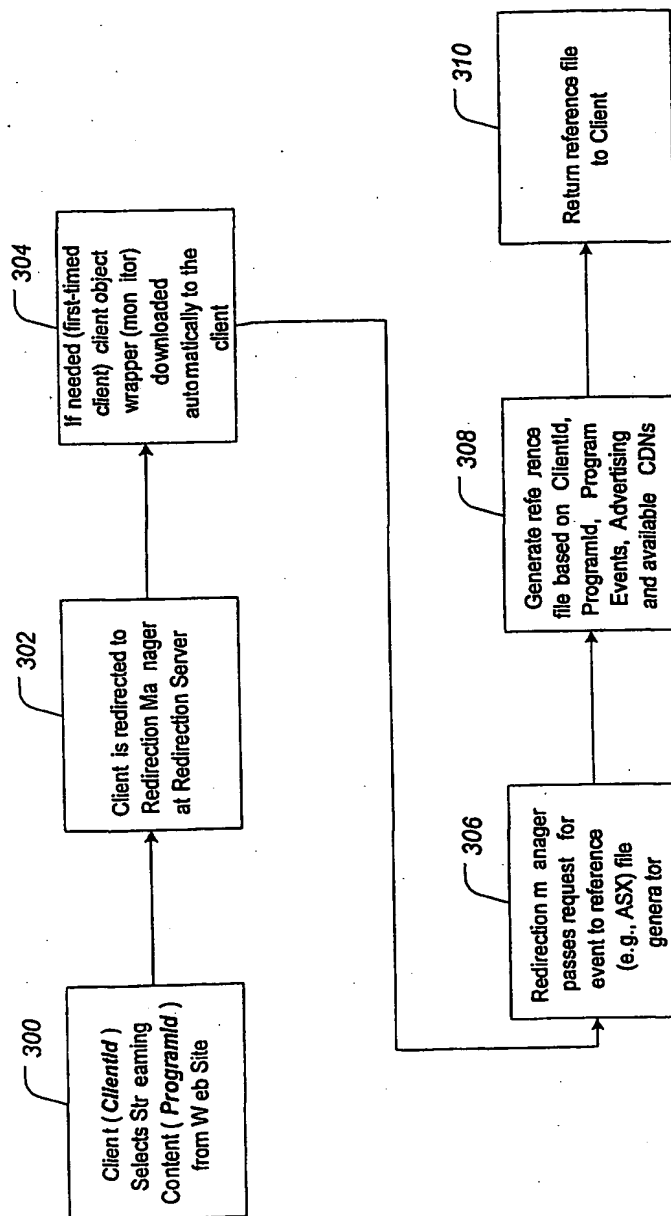 300
Client ( ClientId )
Selects Str eaming
Content ( ProgramId )
from W eb Site
302
Client is redirected to
Redirection Ma nager
at Redirection Server
304
If needed (first-timed
client) client object
wrapper (mon itor)
downloaded
automatically to the
client
306
Redirection m anager
passes request for
event to reference
(e.g., ASX) file
genera tor
308
Generate refe rence
file based on ClientId,
ProgramId, Program
Events, Advertising
and available CDNs
310
Return reference file
to Client